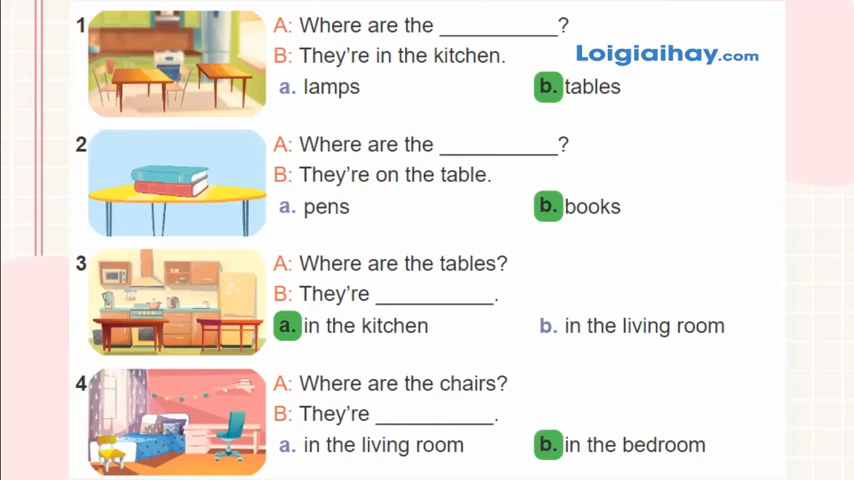 1
A: Where are the __________?
B: They're in the kitchen.
Loigiaihay.com
a. lamps
b. tables
2
A: Where are the __________?
B: They're on the table.
a. pens
b. books
3
A: Where are the tables?
B: They're __________.
a. in the kitchen
b. in the living room
4
A: Where are the chairs?
B: They're __________.
a. in the living room
b. in the bedroom